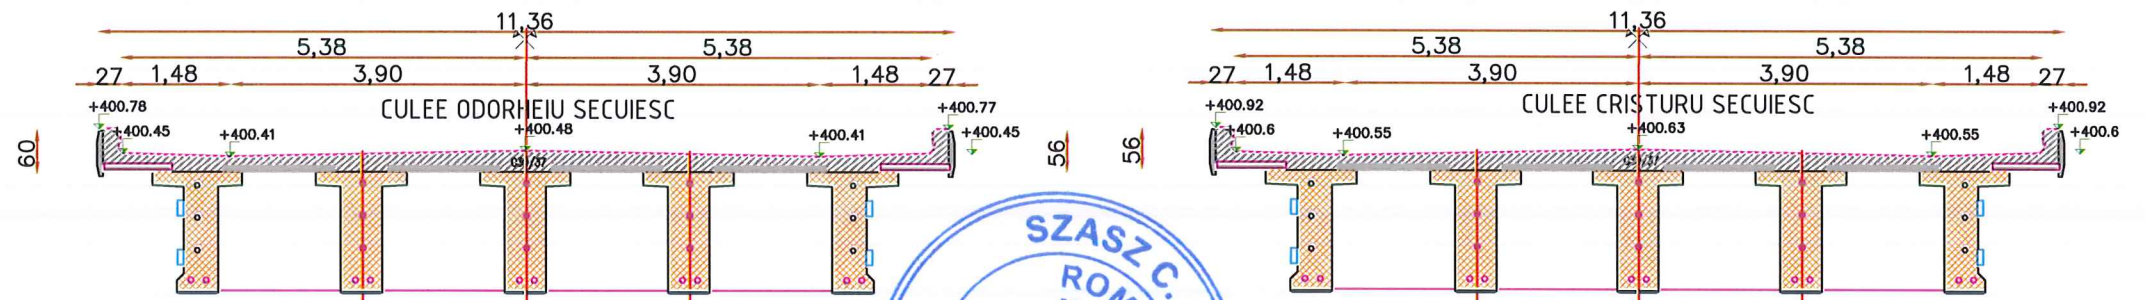 11,36
5,38 5,38
27 1,48 3,90 3,90 1,48 27
CULEE ODORHEIU SECUIESC
+400.78 +400.77
+400.45 +400.41 +400.48 +400.41 +400.45
60
56
11,36
5,38 5,38
27 1,48 3,90 3,90 1,48 27
CULEE CRISTURU SECUIESC
+400.92 +400.92
+400.6 +400.55 +400.63 +400.55 +400.6
56
SZASZ C.
ROM